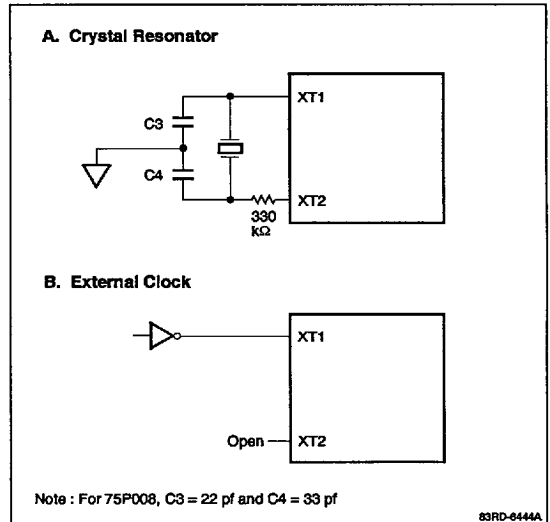 A. Crystal Resonator
XT1
C3
C4
XT2
330
kΩ
B. External Clock
XT1
Open
XT2
Note : For 75P008, C3 = 22 pf and C4 = 33 pf
83RD-6444A